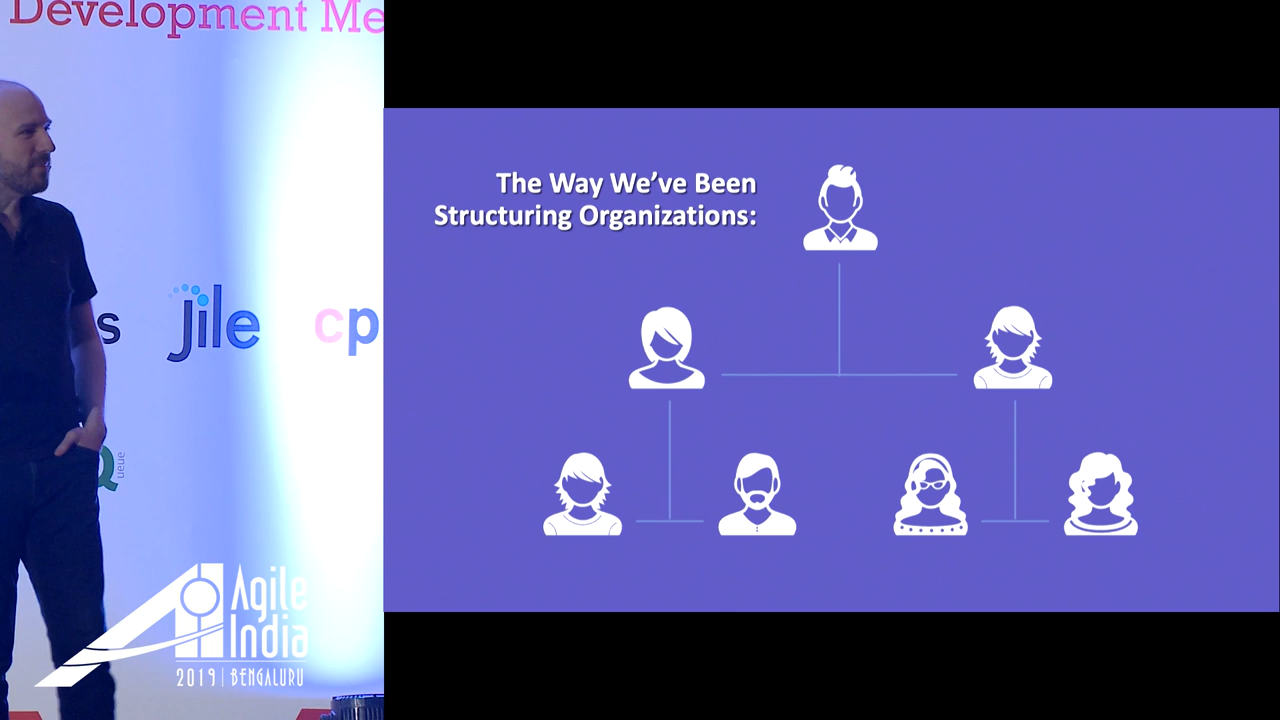 Development Me
The Way We've Been
Structuring Organizations:
s
Jile
cp
Agile
India
2019 | BENGALURU